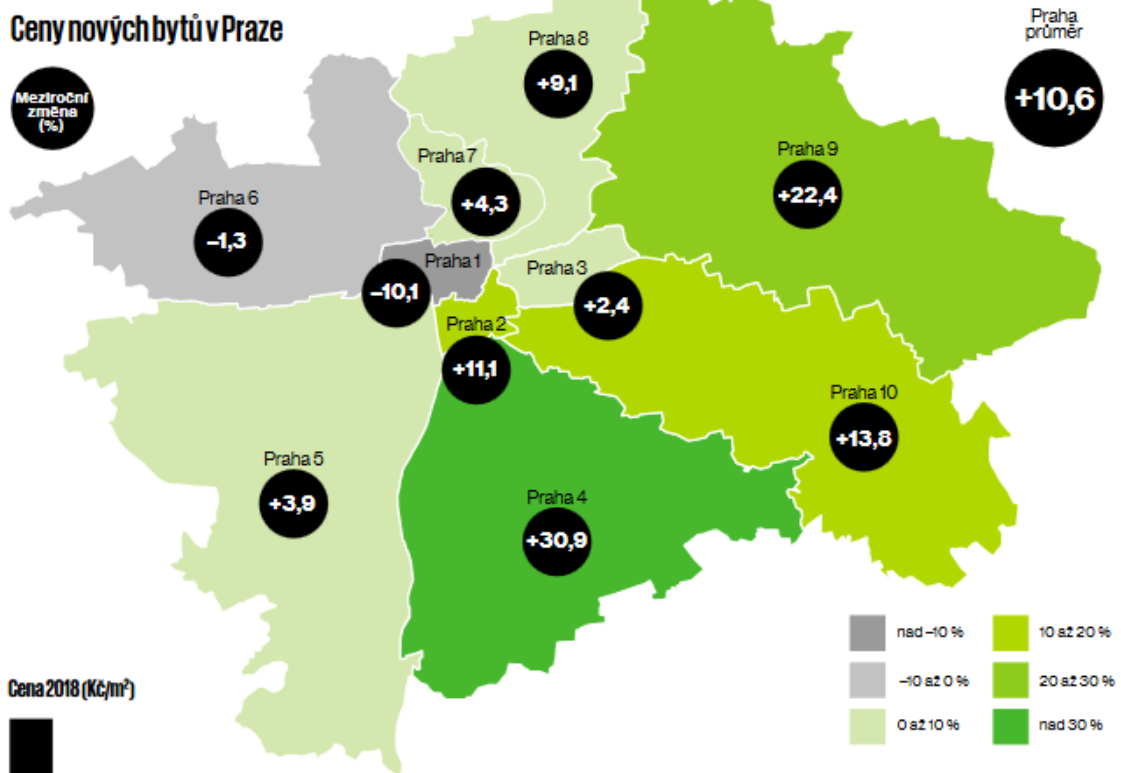 Ceny nových bytů v Praze
Meziroční
změna
(%)
Praha
průměr
+10,6
Praha 8
+9,1
Praha 7
+4,3
Praha 9
+22,4
Praha 6
–1,3
Praha 1
–10,1
Praha 3
+2,4
Praha 2
+11,1
Praha 10
+13,8
Praha 5
+3,9
Praha 4
+30,9
nad –10 %
–10 až 0 %
0 až 10 %
10 až 20 %
20 až 30 %
nad 30 %
Cena 2018 (Kč/m²)